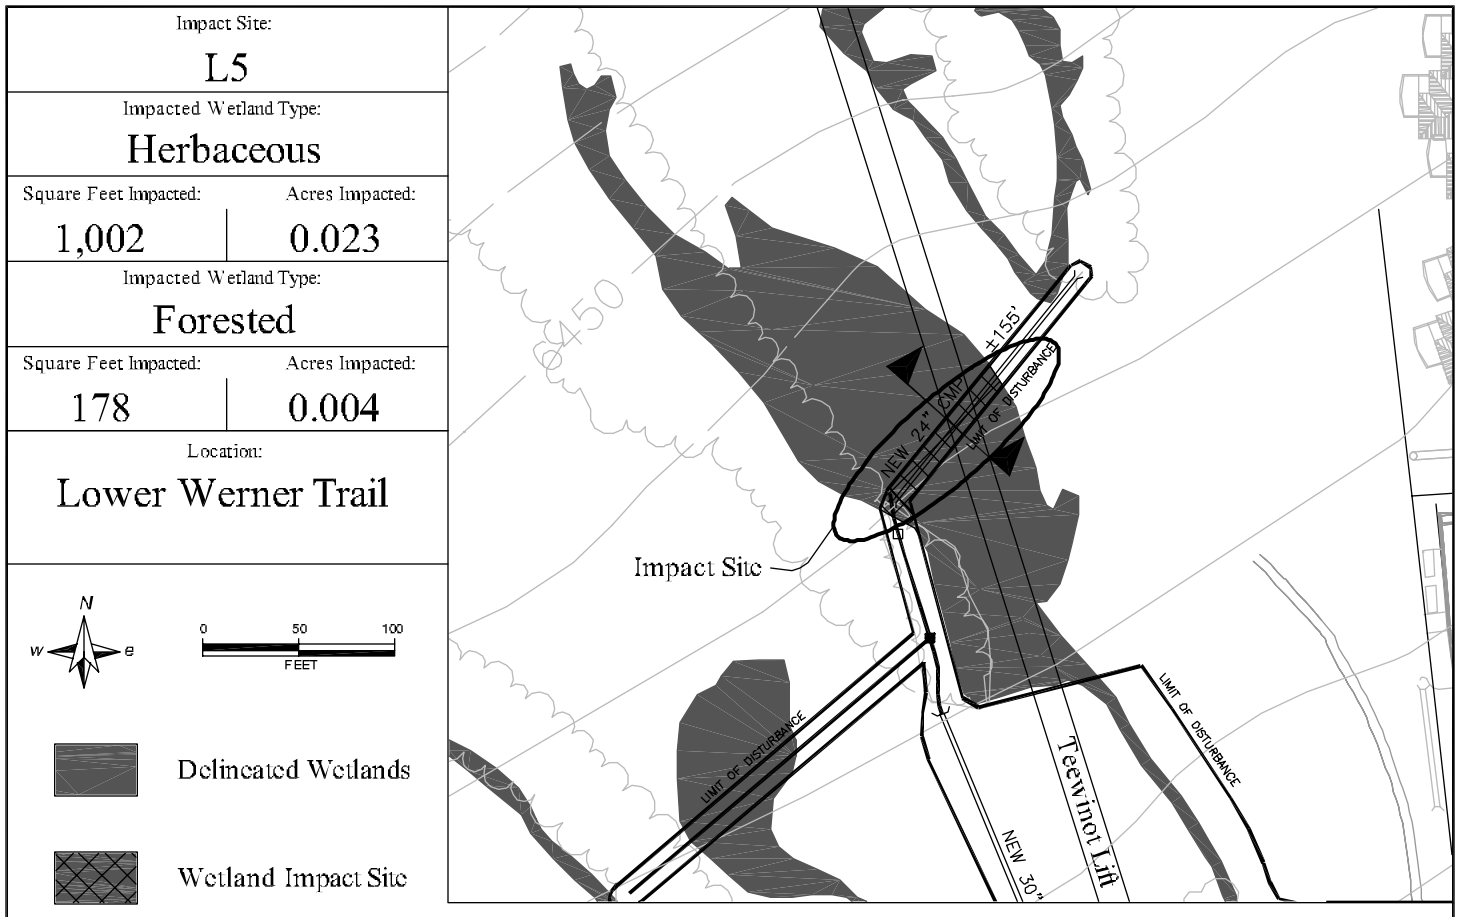 Impact Site:
L5
Impacted Wetland Type:
Herbaceous
Square Feet Impacted: Acres Impacted:
1,002 0.023
Impacted Wetland Type:
Forested
Square Feet Impacted: Acres Impacted:
178 0.004
Location:
Lower Werner Trail
N
W e
0 50 100
FEET
Delineated Wetlands
Wetland Impact Site
6450
±155'
NEW 24" CMP
LIMIT OF DISTURBANCE
Impact Site
LIMIT OF DISTURBANCE
LIMIT OF DISTURBANCE
Teewinot Lift
NEW 30"